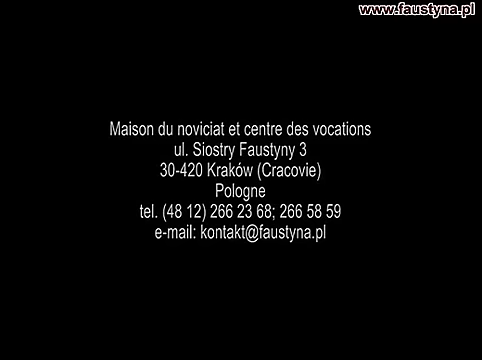 www.faustyna.pl
Maison du noviciat et centre des vocations
ul. Siostry Faustyny 3
30-420 Kraków (Cracovie)
Pologne
tel. (48 12) 266 23 68; 266 58 59
e-mail: kontakt@faustyna.pl